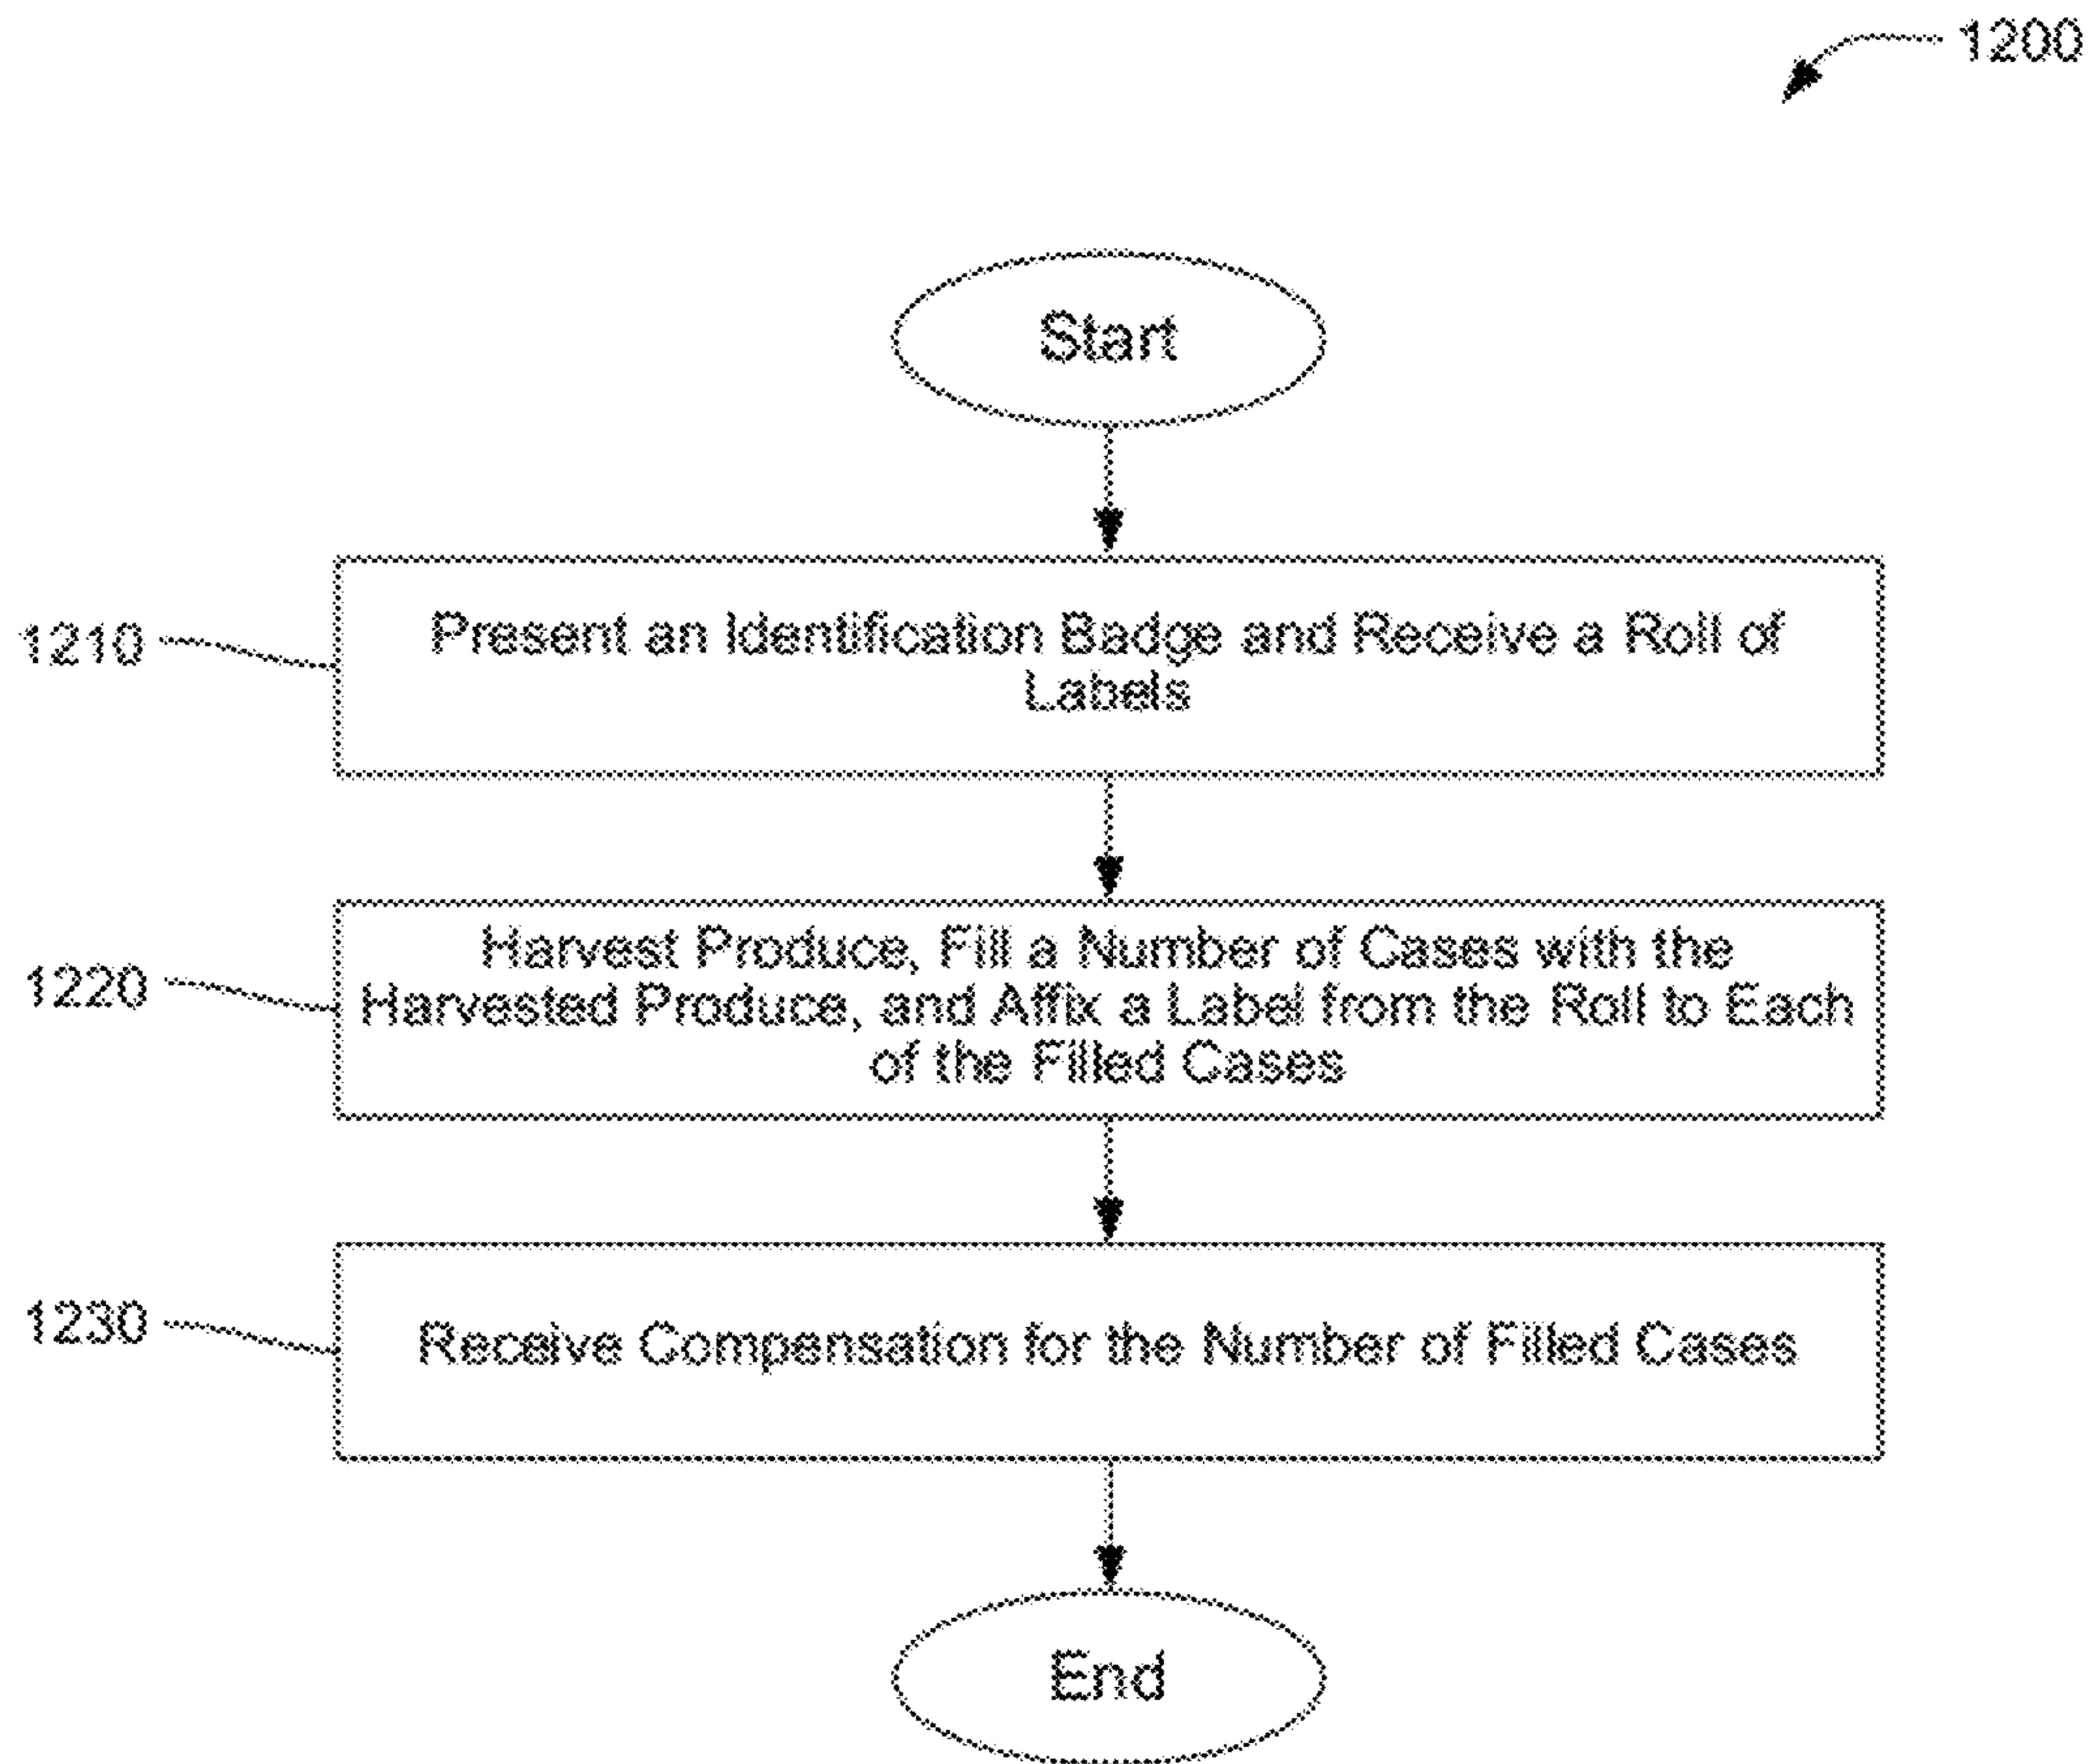 1200
Start
1210
Present an Identification Badge and Receive a Roll of
Labels
1220
Harvest Produce, Fill a Number of Cases with the
Harvested Produce, and Affix a Label from the Roll to Each
of the Filled Cases
1230
Receive Compensation for the Number of Filled Cases
End